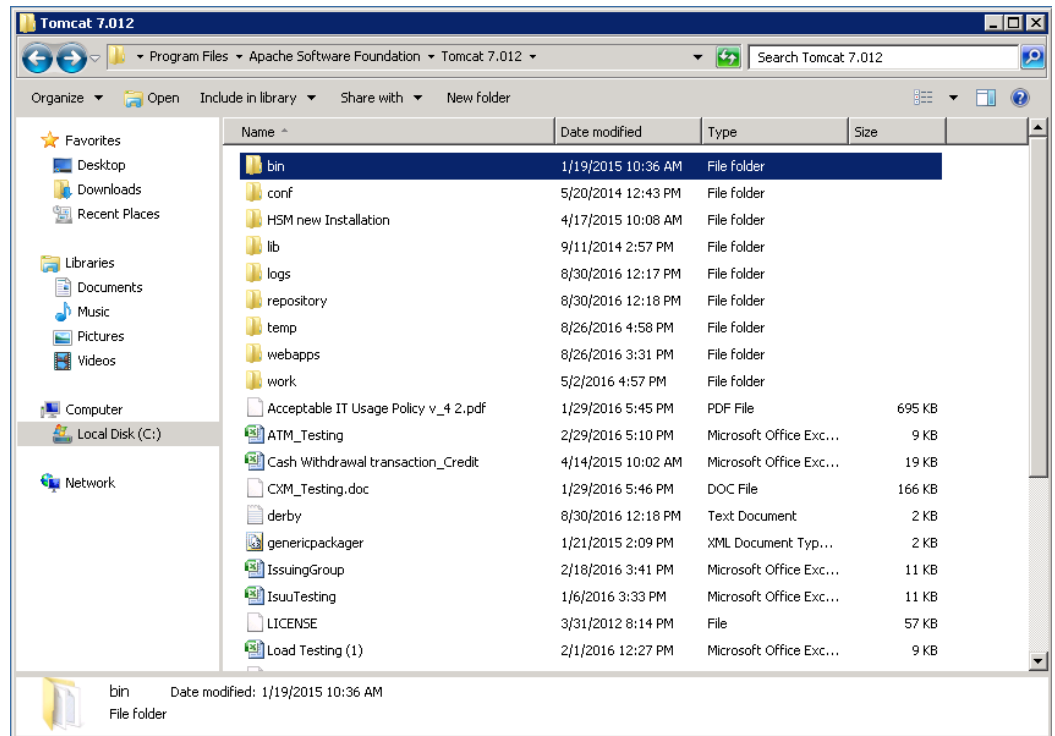 Tomcat 7.012
Program Files Apache Software Foundation Tomcat 7.012
Search Tomcat 7.012
Organize Open Include in library Share with New folder
Favorites
Desktop
Downloads
Recent Places
Libraries
Documents
Music
Pictures
Videos
Computer
Local Disk (C:)
Network
Name Date modified Type Size
bin 1/19/2015 10:36 AM File folder
conf 5/20/2014 12:43 PM File folder
HSM new Installation 4/17/2015 10:08 AM File folder
lib 9/11/2014 2:57 PM File folder
logs 8/30/2016 12:17 PM File folder
repository 8/30/2016 12:18 PM File folder
temp 8/26/2016 4:58 PM File folder
webapps 8/26/2016 3:31 PM File folder
work 5/2/2016 4:57 PM File folder
Acceptable IT Usage Policy v_4 2.pdf 1/29/2016 5:45 PM PDF File 695 KB
ATM_Testing 2/29/2016 5:10 PM Microsoft Office Exc... 9 KB
Cash Withdrawal transaction_Credit 4/14/2015 10:02 AM Microsoft Office Exc... 19 KB
CXM_Testing.doc 1/29/2016 5:46 PM DOC File 166 KB
derby 8/30/2016 12:18 PM Text Document 2 KB
genericpackager 1/21/2015 2:09 PM XML Document Typ... 2 KB
IssuingGroup 2/18/2016 3:41 PM Microsoft Office Exc... 11 KB
IsuuTesting 1/6/2016 3:33 PM Microsoft Office Exc... 11 KB
LICENSE 3/31/2012 8:14 PM File 57 KB
Load Testing (1) 2/1/2016 12:27 PM Microsoft Office Exc... 9 KB
bin Date modified: 1/19/2015 10:36 AM
File folder